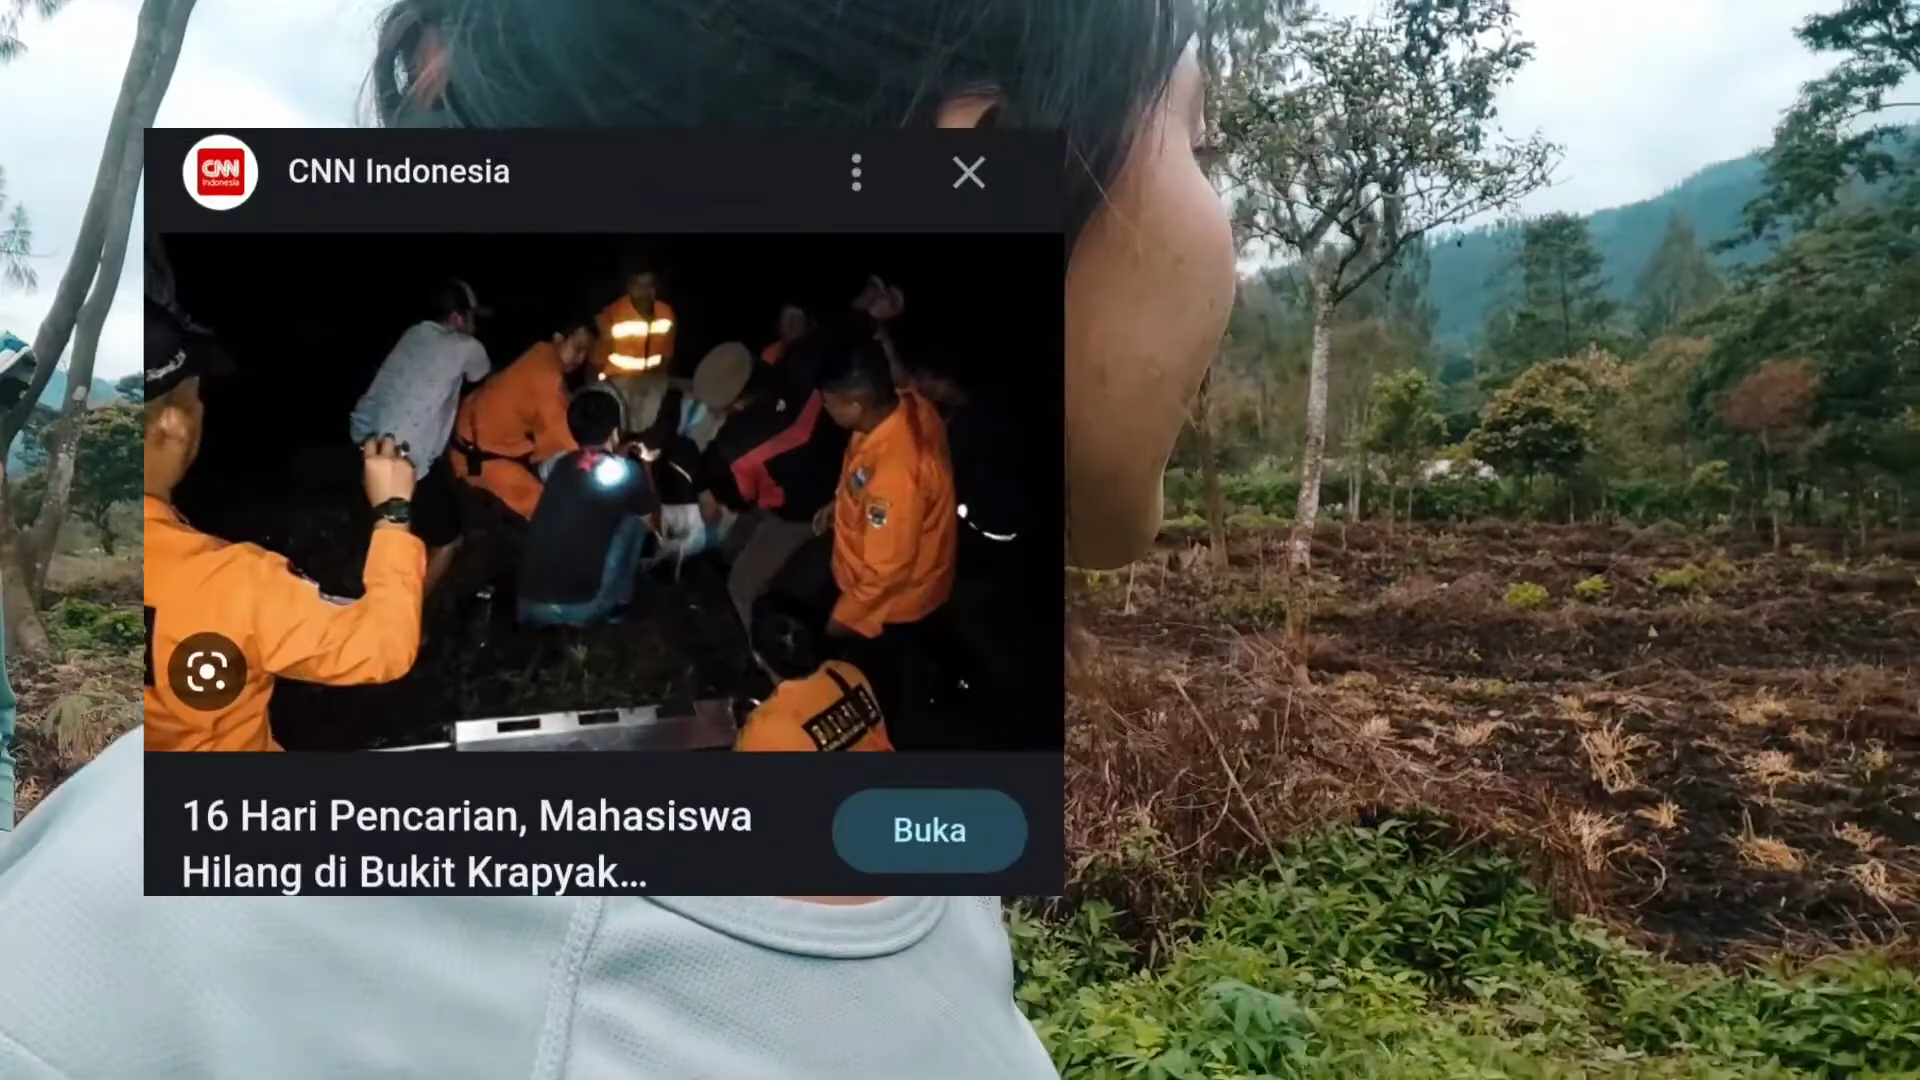 CNN Indonesia
CNN Indonesia
16 Hari Pencarian, Mahasiswa
Hilang di Bukit Krapyak...
Buka